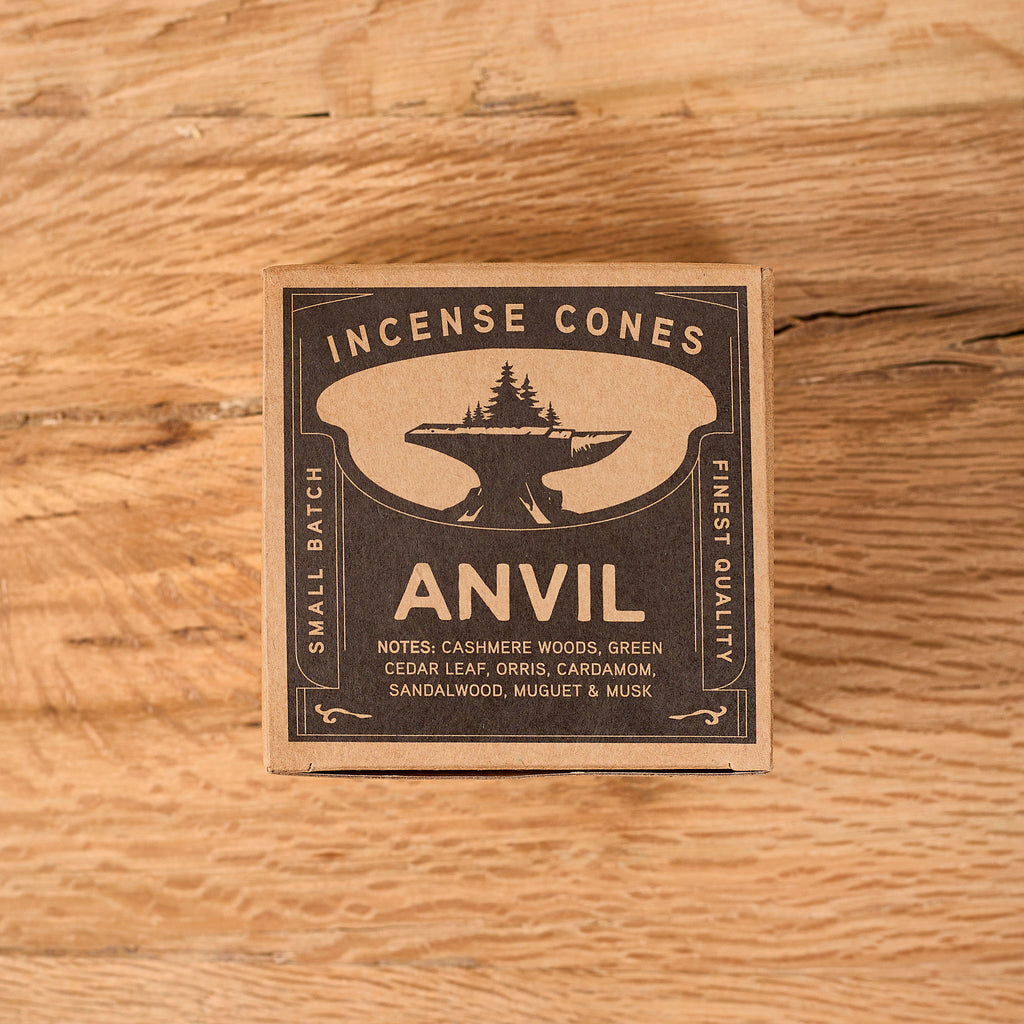 INCENSE CONES
SMALL BATCH
FINEST QUALITY
ANVIL
NOTES: CASHMERE WOODS, GREEN
CEDAR LEAF, ORRIS, CARDAMOM,
SANDALWOOD, MUGUET & MUSK